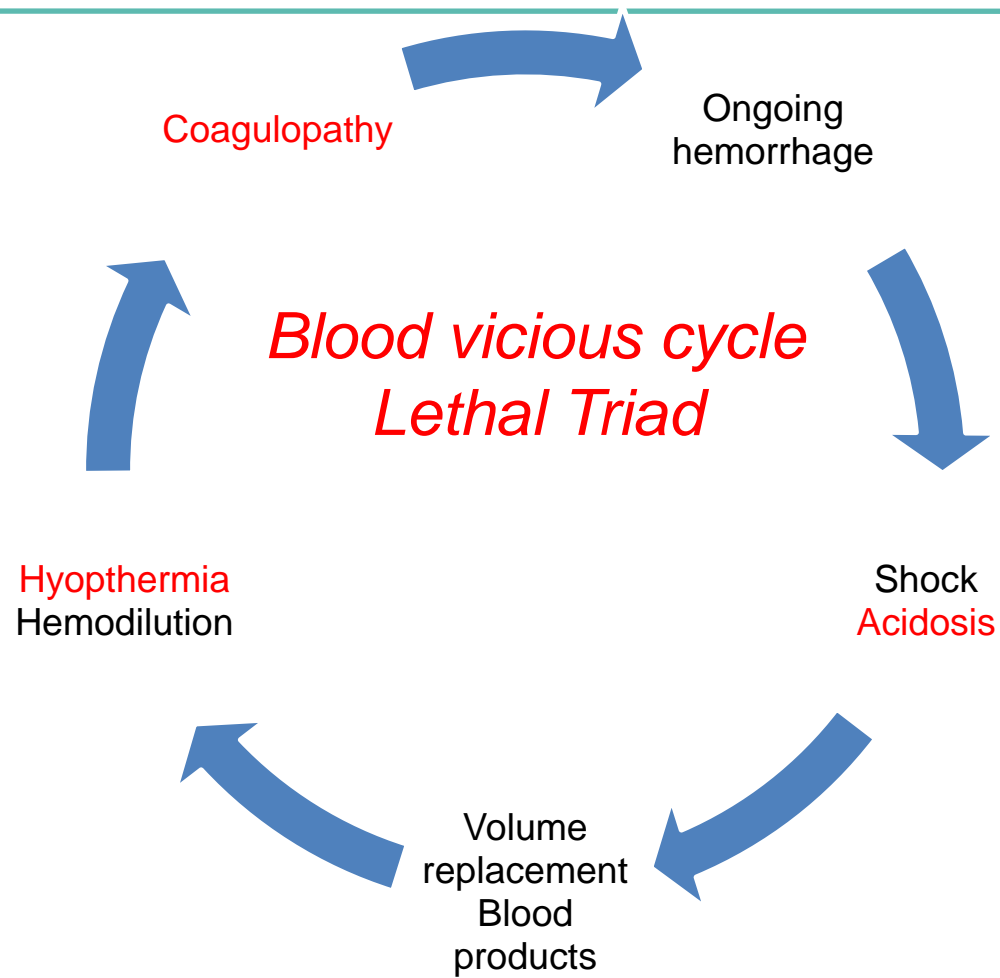 Coagulopathy
Ongoing
hemorrhage
Blood vicious cycle
Lethal Triad
Hyopthermia
Hemodilution
Shock
Acidosis
Volume
replacement
Blood
products